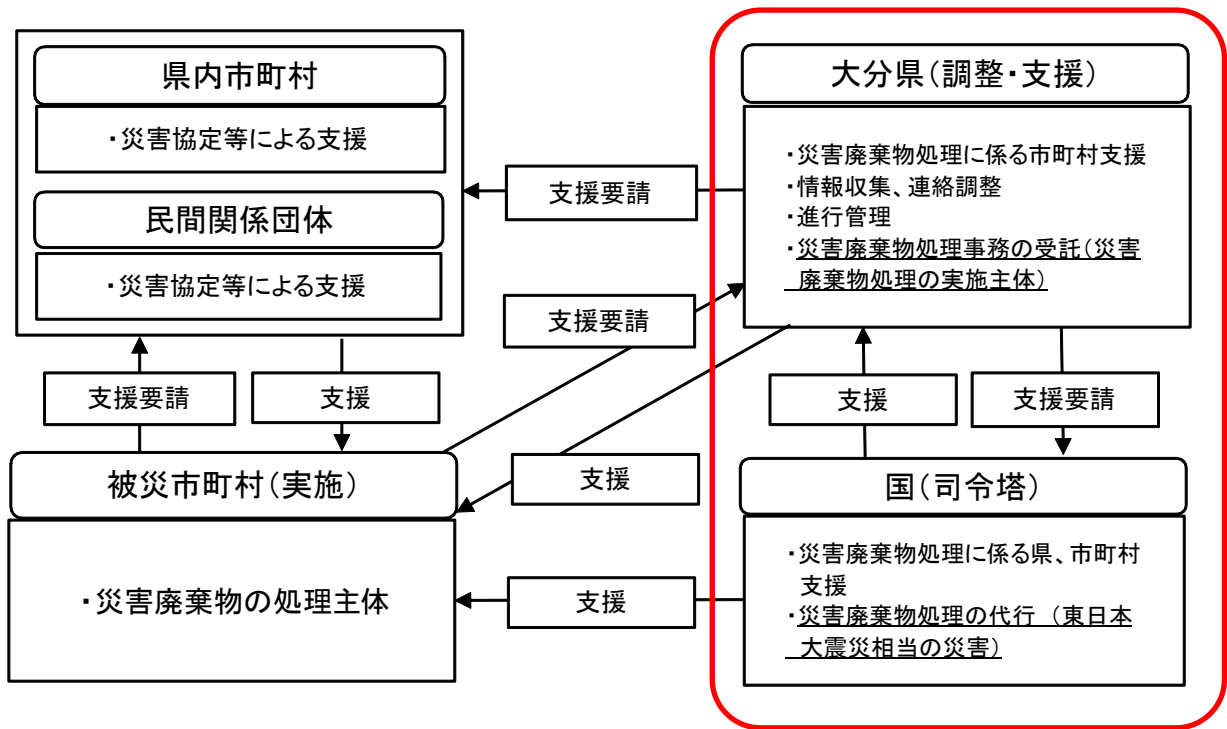 県内市町村
・災害協定等による支援
民間関係団体
・災害協定等による支援
支援要請
大分県（調整・支援）
・災害廃棄物処理に係る市町村支援
・情報収集、連絡調整
・進行管理
・災害廃棄物処理事務の受託（災害
廃棄物処理の実施主体）
支援要請
支援要請
支援
支援
支援要請
被災市町村（実施）
・災害廃棄物の処理主体
支援
支援
国（司令塔）
・災害廃棄物処理に係る県、市町村
支援
・災害廃棄物処理の代行　（東日本
大震災相当の災害）